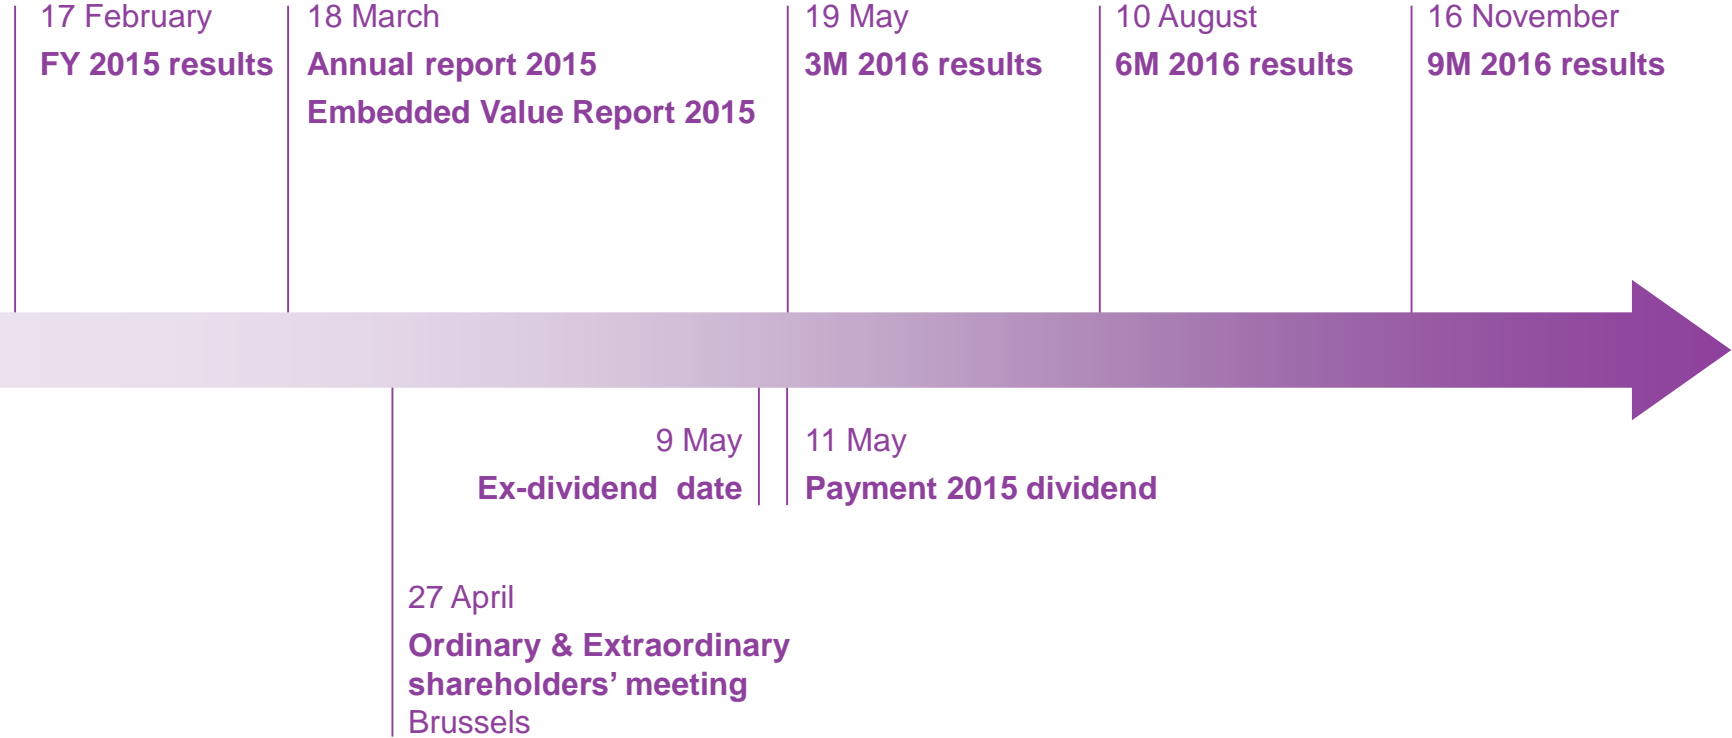 17 February
FY 2015 results
18 March
Annual report 2015
Embedded Value Report 2015
19 May
3M 2016 results
10 August
6M 2016 results
16 November
9M 2016 results
9 May
Ex-dividend date
11 May
Payment 2015 dividend
27 April
Ordinary & Extraordinary
shareholders’ meeting
Brussels